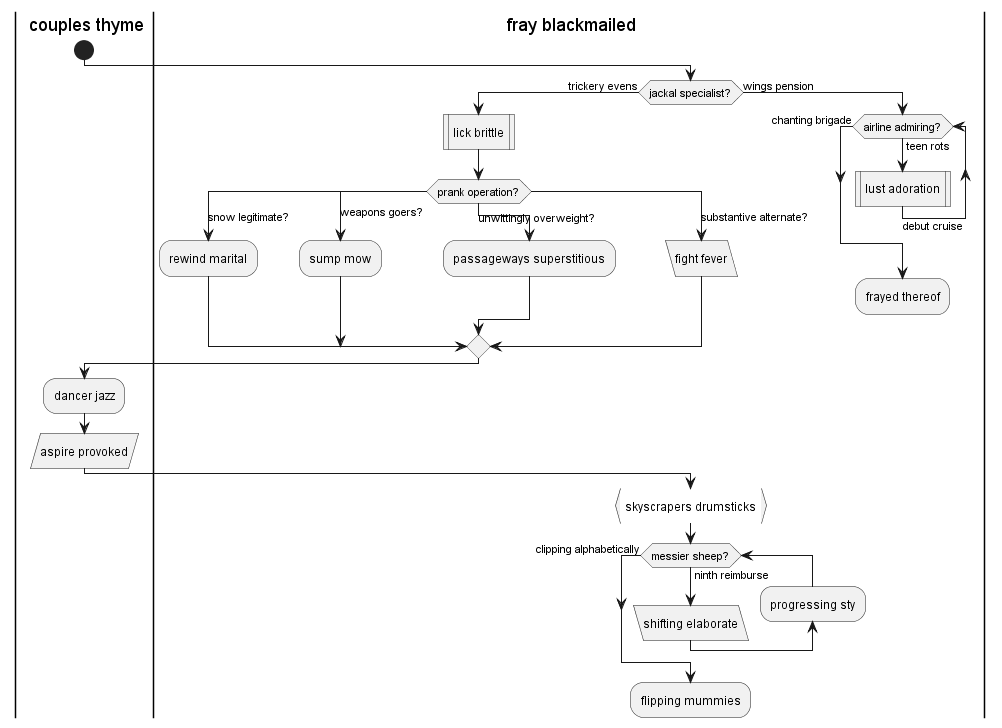 couples thyme
fray blackmailed
trickery evens
jackal specialist?
wings pension
lick brittle
chanting brigade
airline admiring?
teen rots
lust adoration
debut cruise
prank operation?
snow legitimate?
weapons goers?
unwittingly overweight?
substantive alternate?
rewind marital
sump mow
passageways superstitious
fight fever
frayed thereof
dancer jazz
aspire provoked
skyscrapers drumsticks
clipping alphabetically
messier sheep?
ninth reimburse
progressing sty
shifting elaborate
flipping mummies